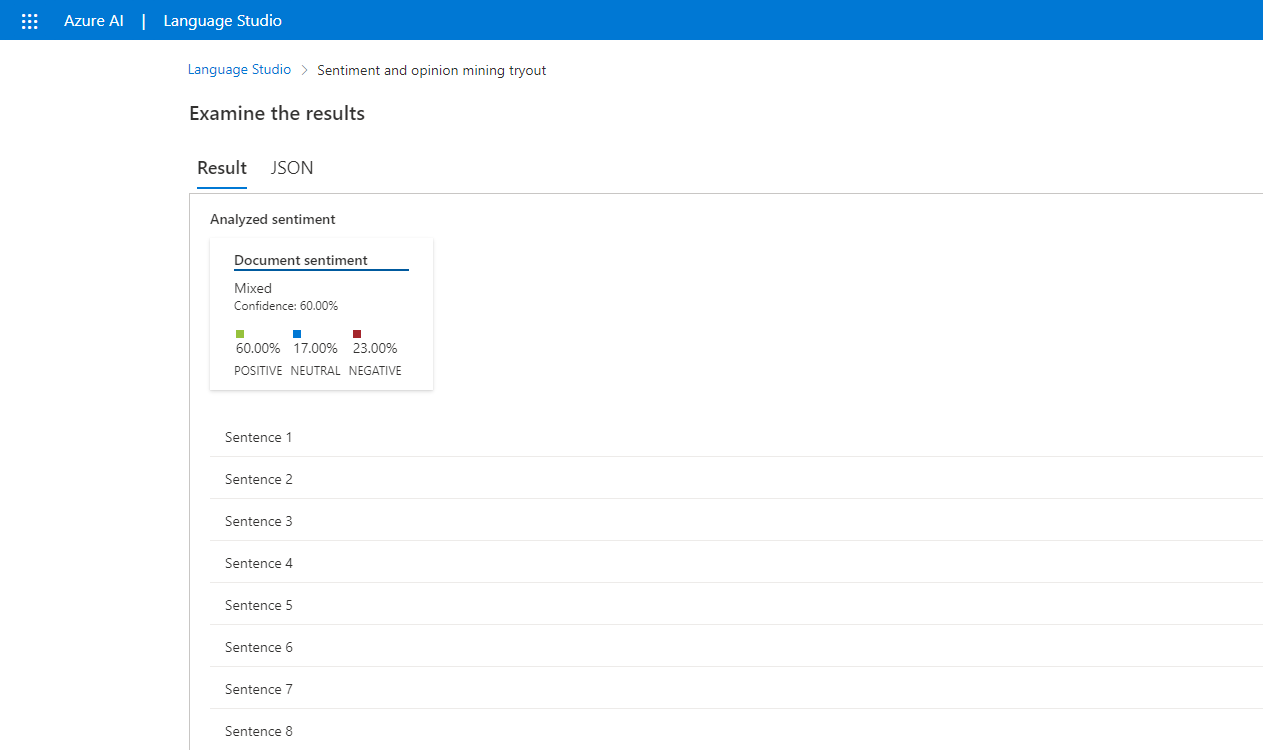 Azure AI | Language Studio
Language Studio > Sentiment and opinion mining tryout
Examine the results
Result JSON
Analyzed sentiment
Document sentiment
Mixed
Confidence: 60.00%
60.00% 17.00% 23.00%
POSITIVE NEUTRAL NEGATIVE
Sentence 1
Sentence 2
Sentence 3
Sentence 4
Sentence 5
Sentence 6
Sentence 7
Sentence 8